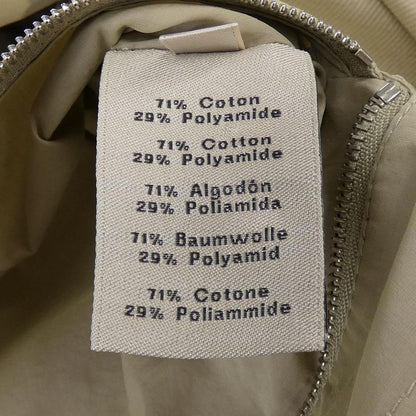 71% Coton
29% Polyamide
71% Cotton
29% Polyamide
71% Algodón
29% Poliamida
71% Baumwolle
29% Polyamid
71% Cotone
29% Poliammide